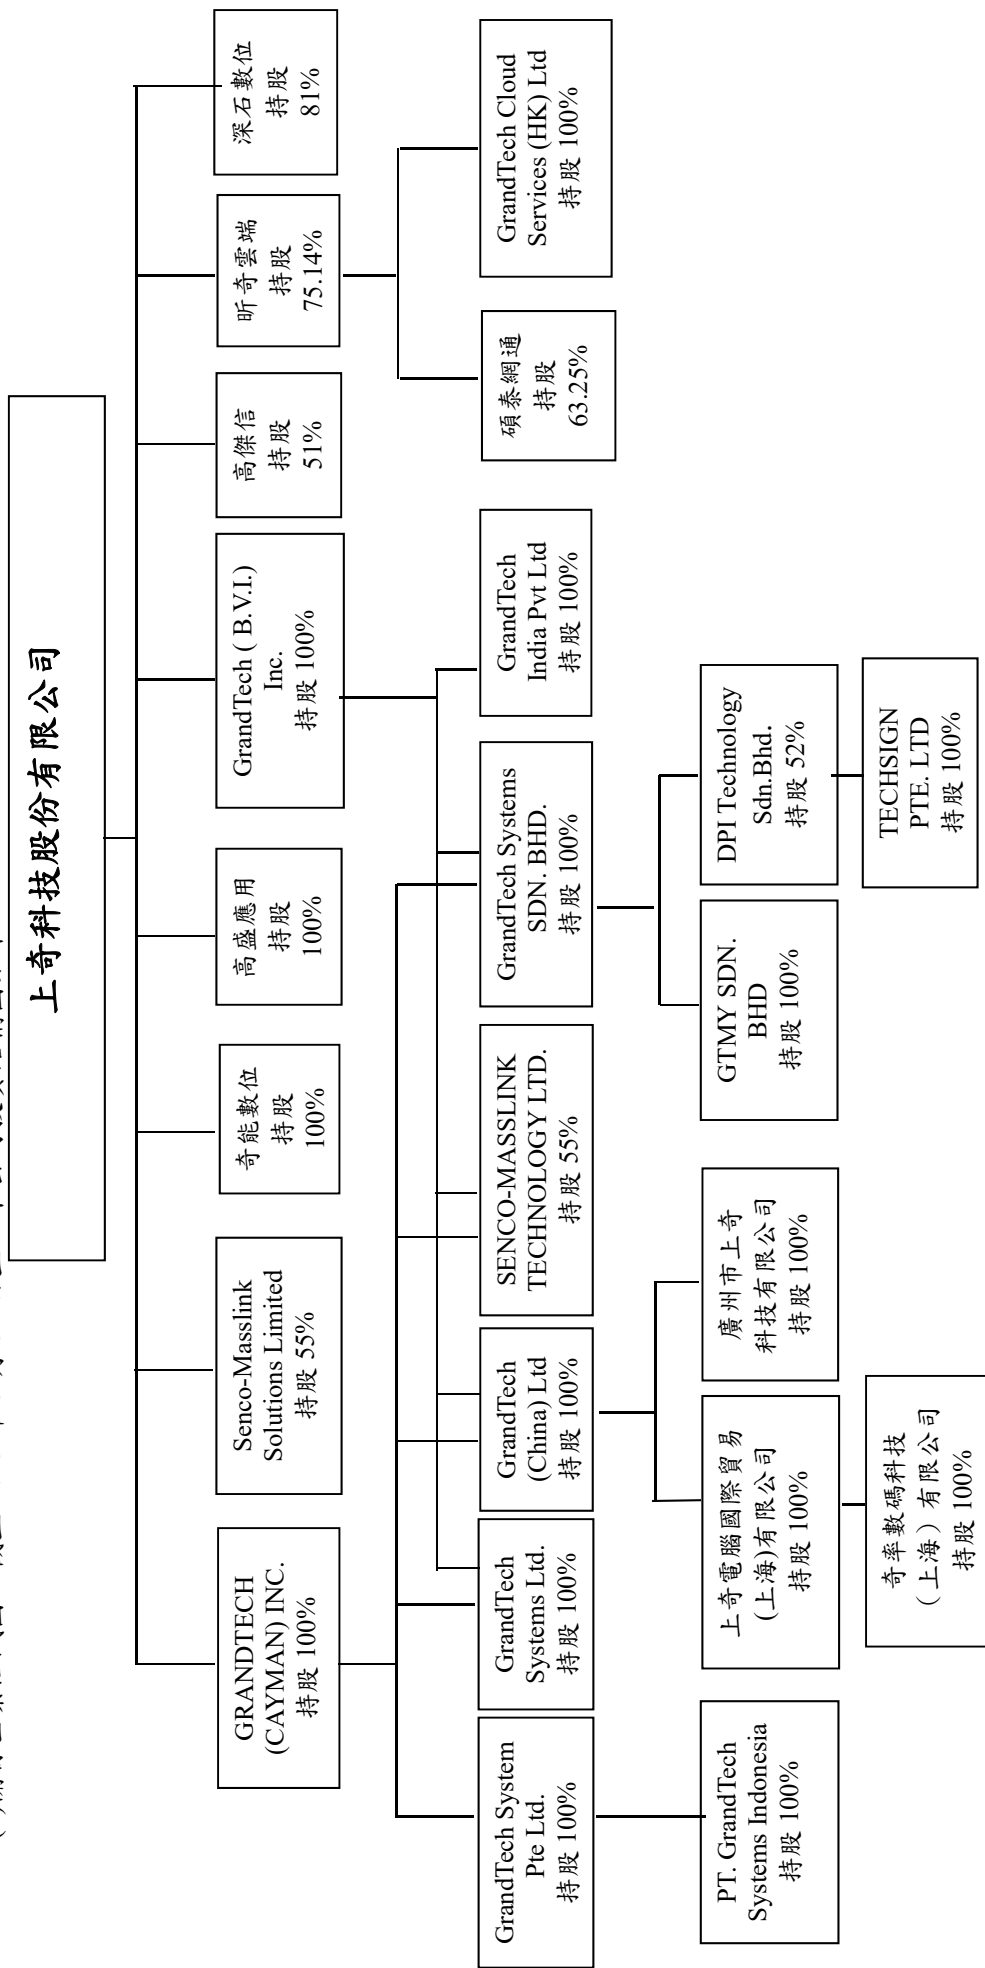 上奇科技股份有限公司
GRANDTECH
(CAYMAN) INC.
持股 100%
Senco-Masslink
Solutions Limited
持股 55%
奇能數位
持股
100%
高盛應用
持股
100%
GrandTech ( B.V.I.)
Inc.
持股 100%
高傑信
持股
51%
昕奇雲端
持股
75.14%
深石數位
持股
81%
GrandTech System
Pte Ltd.
持股 100%
GrandTech
Systems Ltd.
持股 100%
GrandTech
(China) Ltd
持股 100%
SENCO-MASSLINK
TECHNOLOGY LTD.
持股 55%
GrandTech Systems
SDN. BHD.
持股 100%
GrandTech
India Pvt Ltd
持股 100%
碩泰網通
持股
63.25%
GrandTech Cloud
Services (HK) Ltd
持股 100%
PT. GrandTech
Systems Indonesia
持股 100%
上奇電腦國際貿易
(上海)有限公司
持股 100%
廣州市上奇
科技有限公司
持股 100%
GTMY SDN.
BHD
持股 100%
DPI Technology
Sdn.Bhd.
持股 52%
奇率數碼科技
（上海）有限公司
持股 100%
TECHSIGN
PTE. LTD
持股 100%